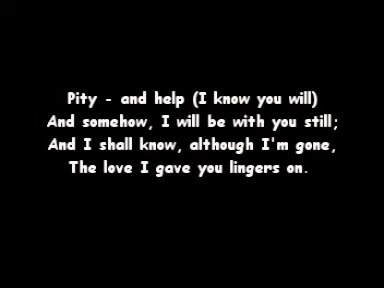 Pity - and help (I know you will)
And somehow, I will be with you still;
And I shall know, although I'm gone,
The love I gave you lingers on.